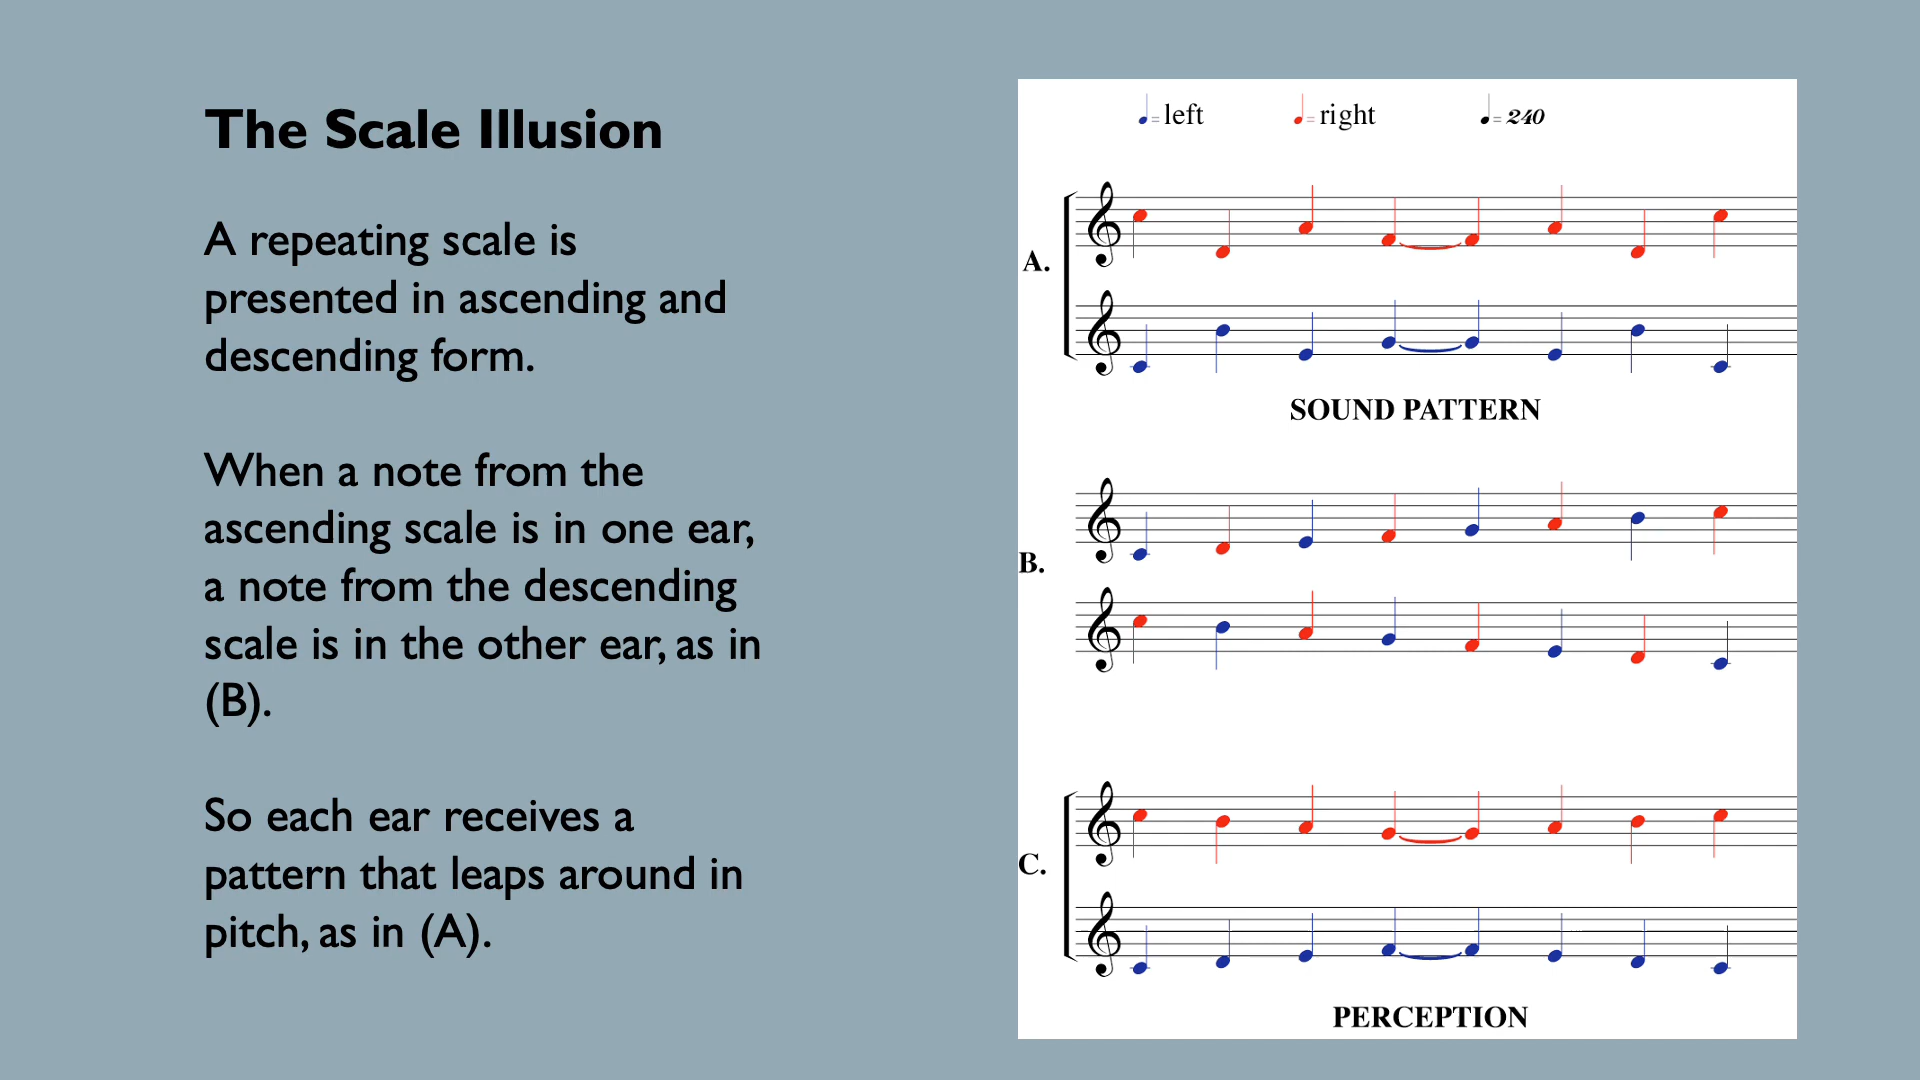 The Scale Illusion
A repeating scale is
presented in ascending and
descending form.
When a note from the
ascending scale is in one ear,
a note from the descending
scale is in the other ear, as in
(B).
So each ear receives a
pattern that leaps around in
pitch, as in (A).
= left = right = 240
A.
SOUND PATTERN
B.
C.
PERCEPTION